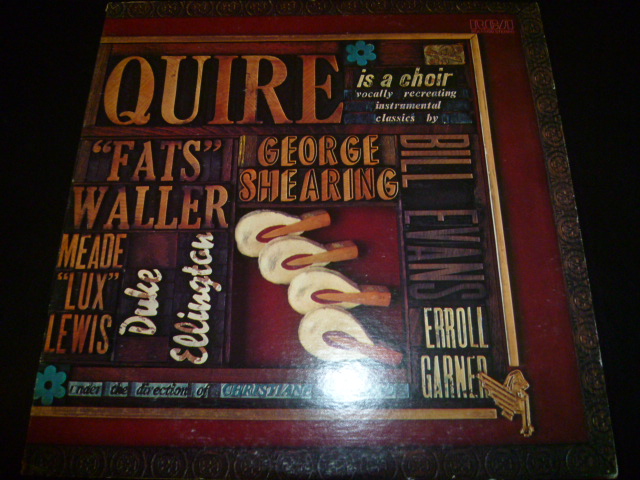 RCA
QUIRE
is a choir
vocally recreating
instrumental
classics by
"FATS"
WALLER
GEORGE
SHEARING
BILL EVANS
MEADE
"LUX"
LEWIS
Duke
Ellington
ERROLL
GARNER
under the direction of